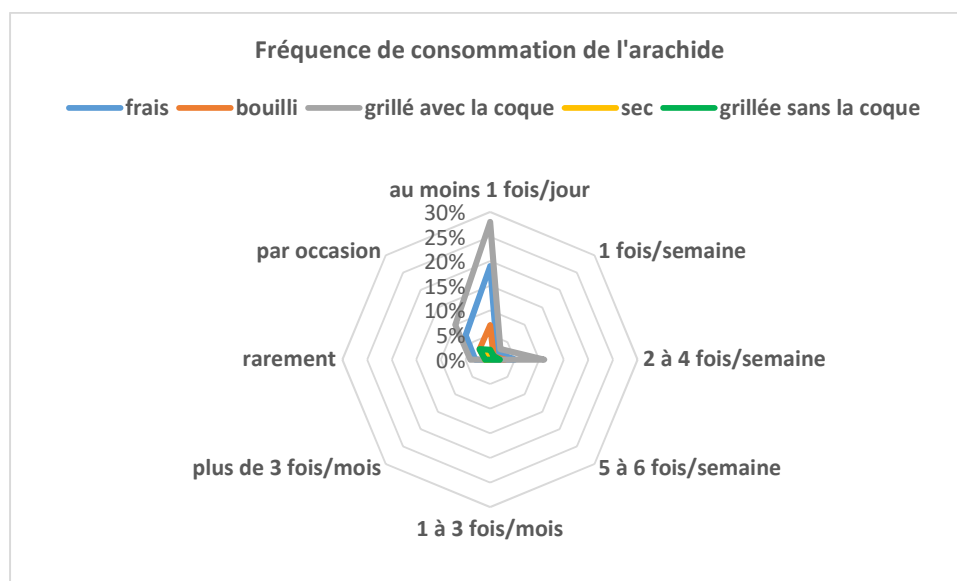 Fréquence de consommation de l'arachide
frais bouilli grillé avec la coque sec grillée sans la coque
au moins 1 fois/jour
30%
par occasion 25% 1 fois/semaine
20%
15%
10%
5%
rarement 0% 2 à 4 fois/semaine
plus de 3 fois/mois 5 à 6 fois/semaine
1 à 3 fois/mois